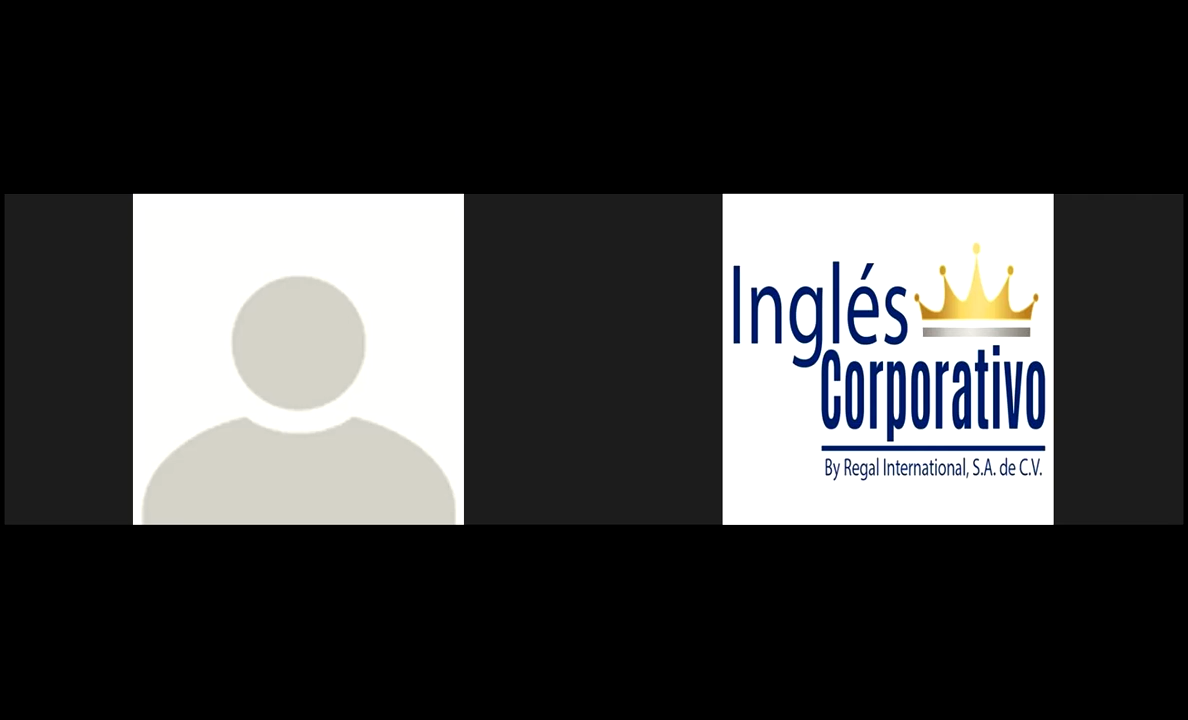 Inglés
Corporativo
By Regal International, S.A. de C.V.